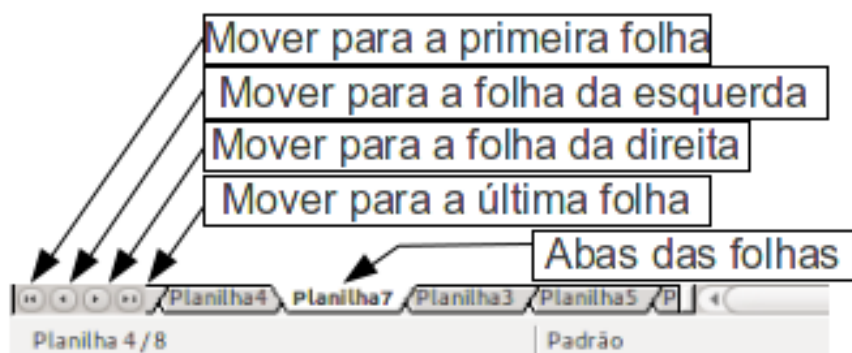 Mover para a primeira folha
Mover para a folha da esquerda
Mover para a folha da direita
Mover para a última folha
Abas das folhas
Planilha4 Planilha7 Planilha3 Planilha5 P
Planilha 4 / 8 Padrão